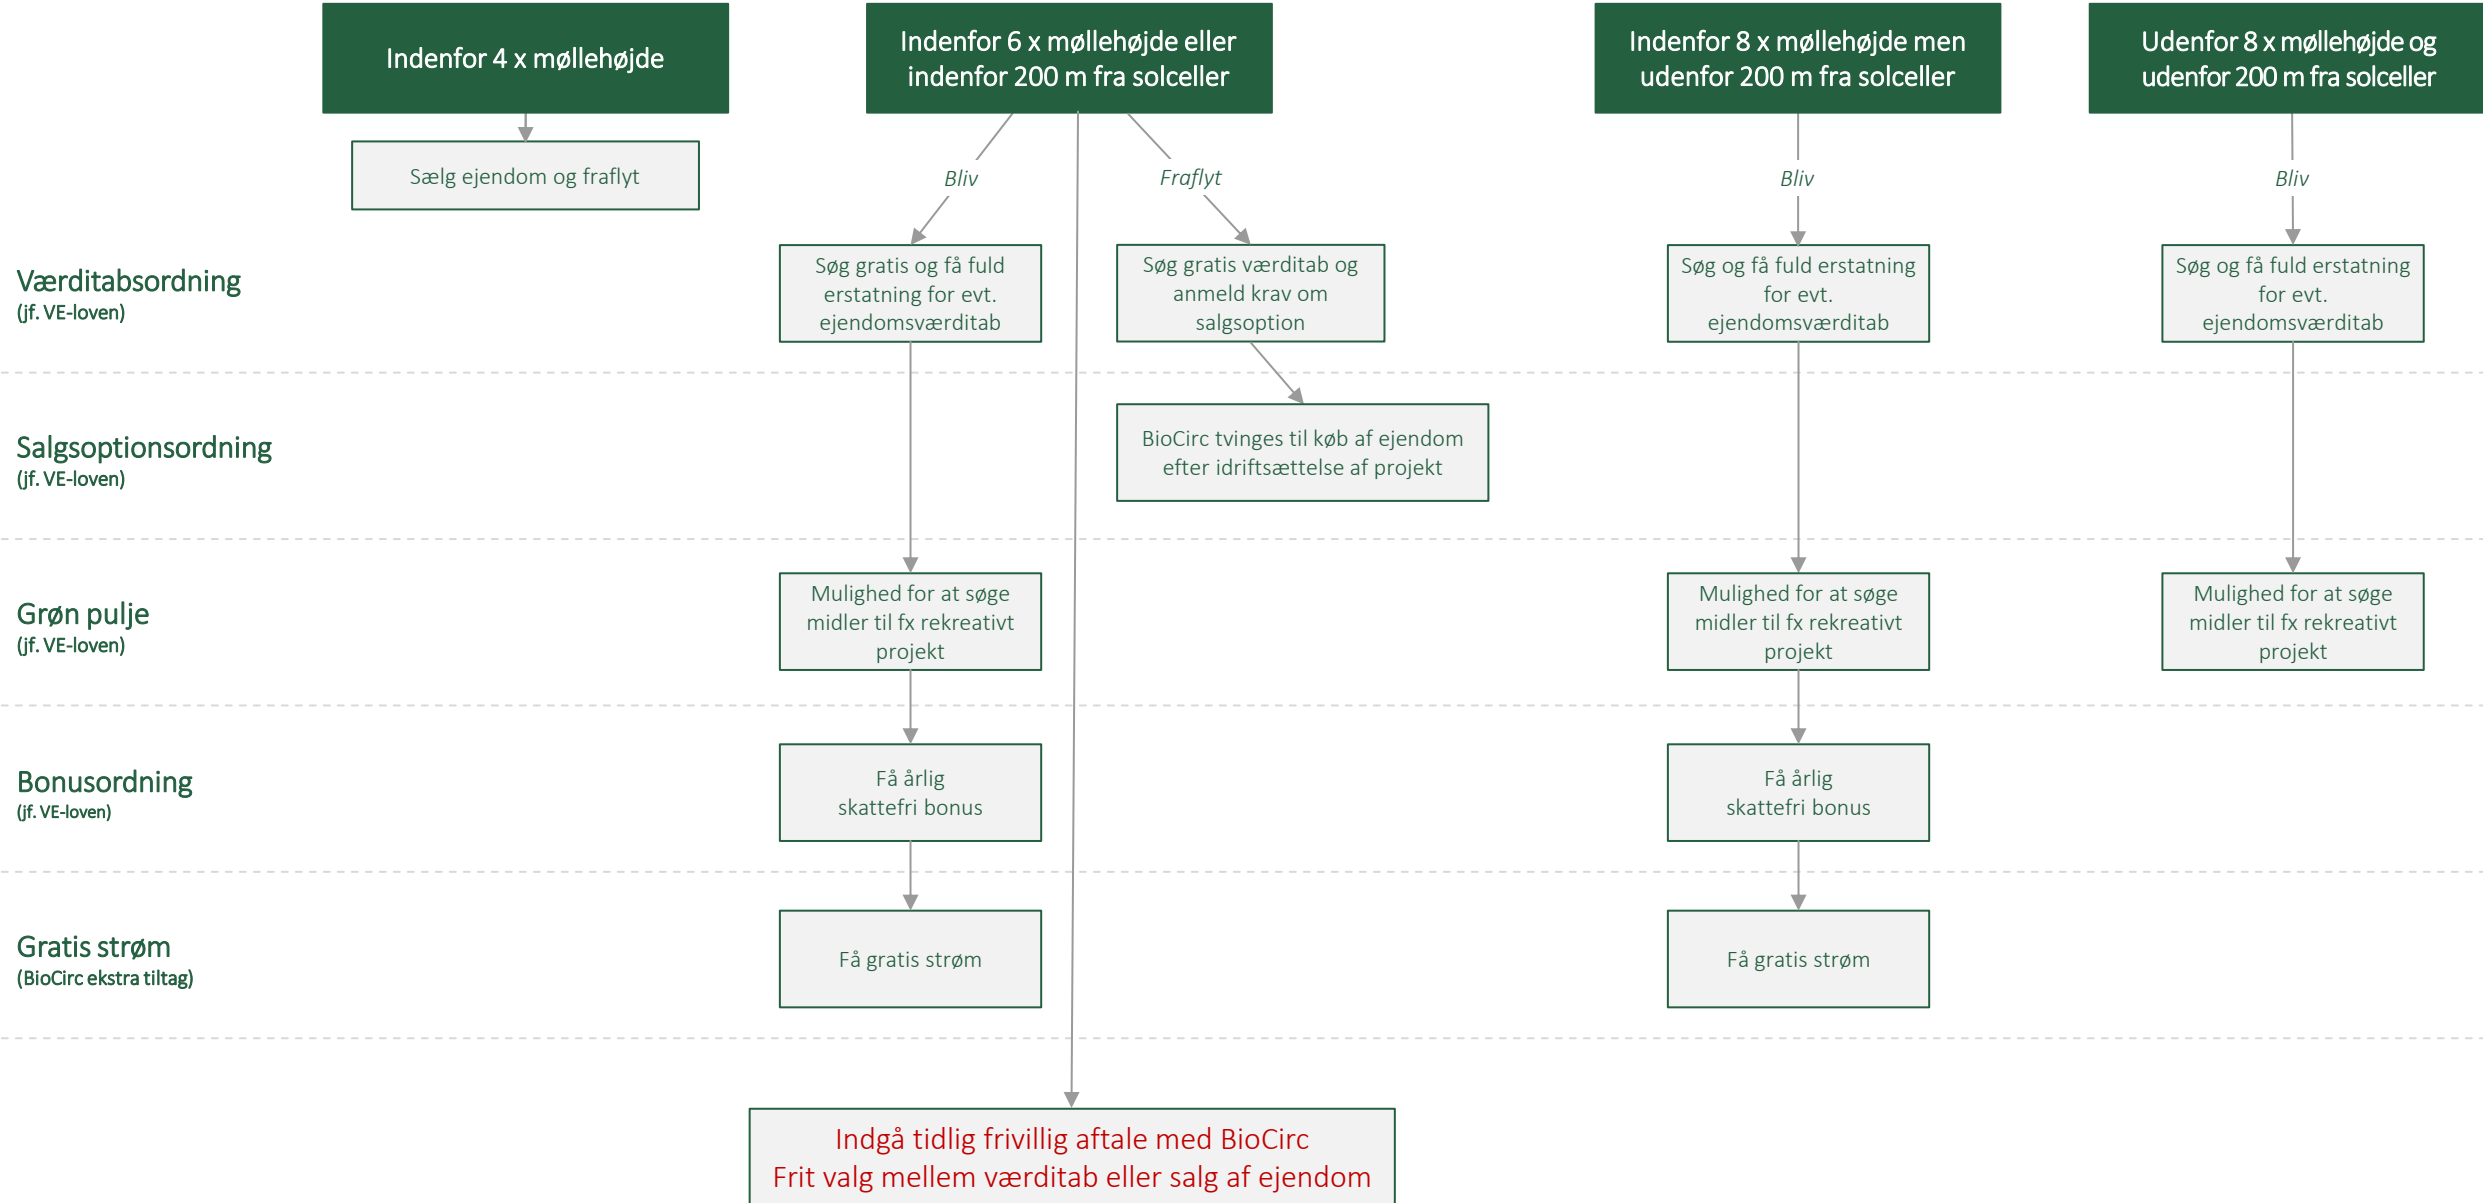 Indenfor 4 x møllehøjde
Indenfor 6 x møllehøjde eller
indenfor 200 m fra solceller
Indenfor 8 x møllehøjde men
udenfor 200 m fra solceller
Udenfor 8 x møllehøjde og
udenfor 200 m fra solceller
Sælg ejendom og fraflyt
Bliv
Fraflyt
Bliv
Bliv
Værditabsordning
(jf. VE-loven)
Søg gratis og få fuld
erstatning for evt.
ejendomsværditab
Søg gratis værditab og
anmeld krav om
salgsoption
Søg og få fuld erstatning
for evt.
ejendomsværditab
Søg og få fuld erstatning
for evt.
ejendomsværditab
Salgsoptionsordning
(jf. VE-loven)
BioCirc tvinges til køb af ejendom
efter idriftsættelse af projekt
Grøn pulje
(jf. VE-loven)
Mulighed for at søge
midler til fx rekreativt
projekt
Mulighed for at søge
midler til fx rekreativt
projekt
Mulighed for at søge
midler til fx rekreativt
projekt
Bonusordning
(jf. VE-loven)
Få årlig
skattefri bonus
Få årlig
skattefri bonus
Gratis strøm
(BioCirc ekstra tiltag)
Få gratis strøm
Få gratis strøm
Indgå tidlig frivillig aftale med BioCirc
Frit valg mellem værditab eller salg af ejendom